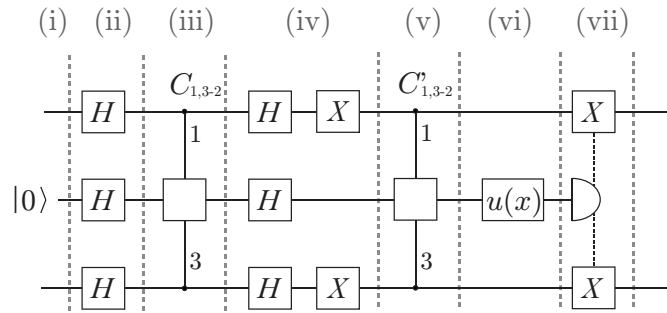 (i) (ii) (iii) (iv) (v) (vi) (vii)
C₁,₃₋₂ C'₁,₃₋₂
H H X X
1 1
|0⟩ H H u(x)
3 3
H H X X